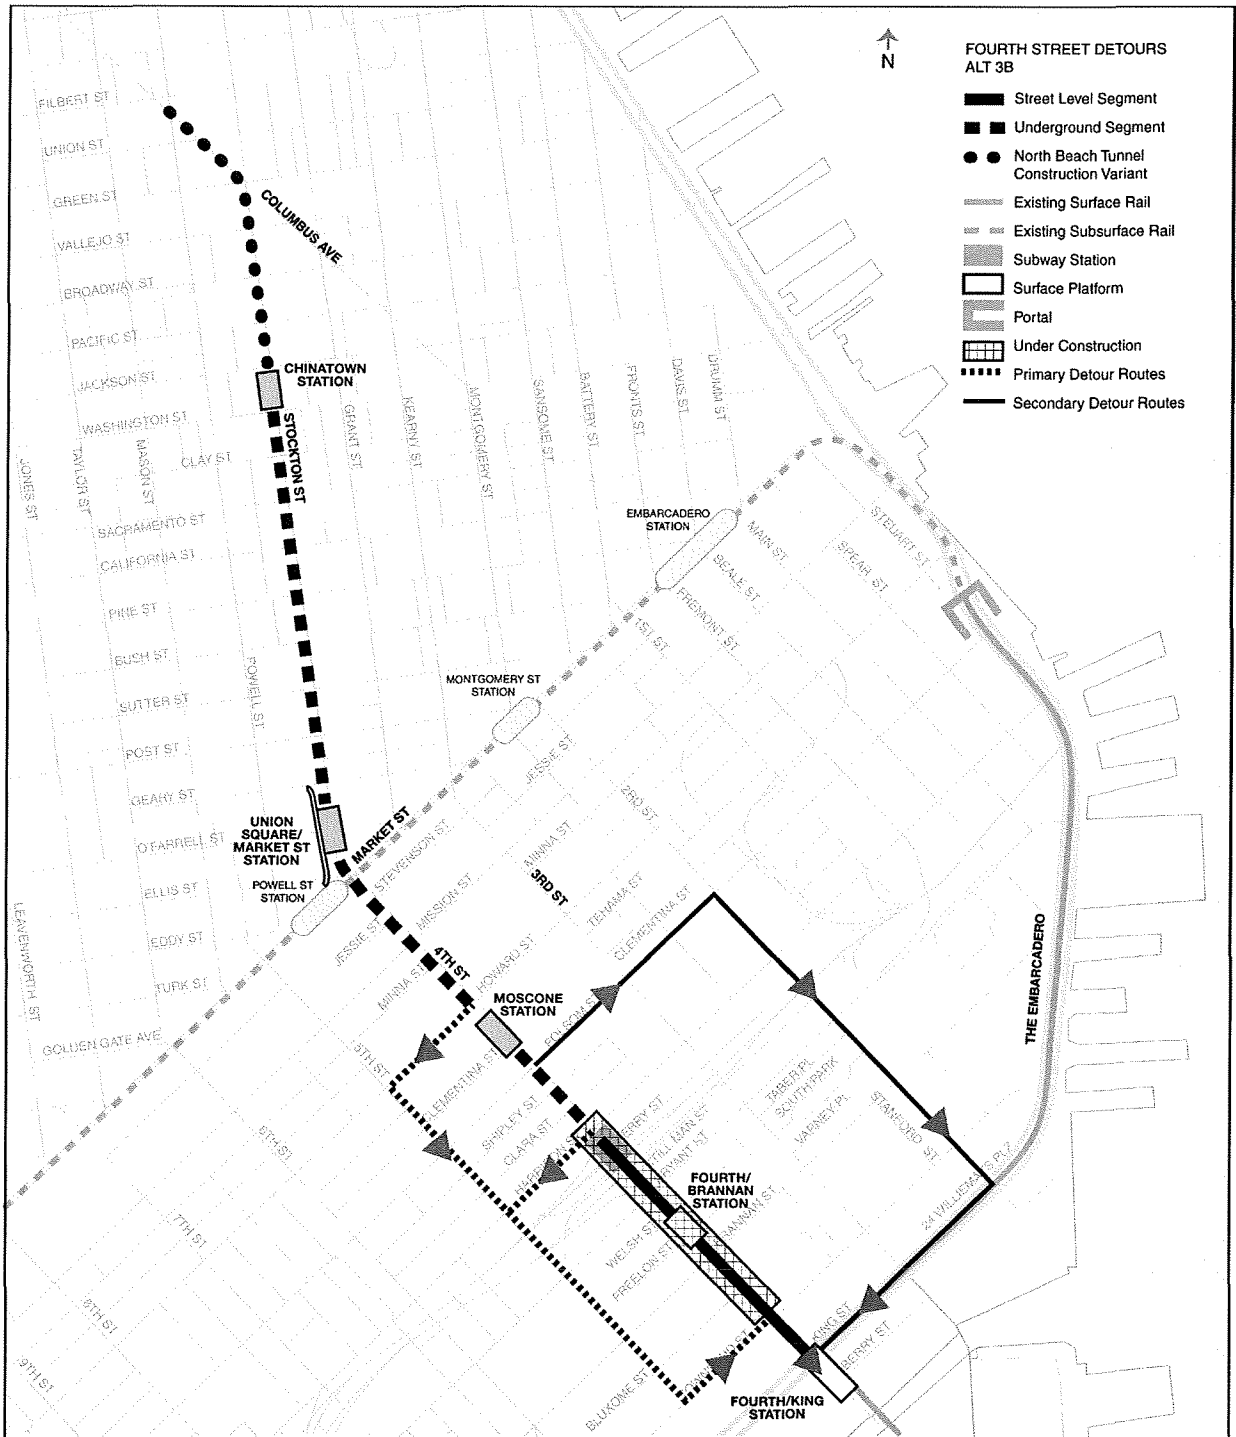 N
FOURTH STREET DETOURS
ALT 3B
Street Level Segment
Underground Segment
North Beach Tunnel
Construction Variant
Existing Surface Rail
Existing Subsurface Rail
Subway Station
Surface Platform
Portal
Under Construction
Primary Detour Routes
Secondary Detour Routes
FILBERT ST
UNION ST
GREEN ST
VALLEJO ST
BROADWAY ST
PACIFIC ST
JACKSON ST
WASHINGTON ST
CLAY ST
SACRAMENTO ST
CALIFORNIA ST
PINE ST
BUSH ST
SUTTER ST
POST ST
GEARY ST
O'FARRELL ST
ELLIS ST
EDDY ST
TURK ST
GOLDEN GATE AVE
COLUMBUS AVE
CHINATOWN
STATION
STOCKTON ST
JONES ST
TAYLOR ST
MASON ST
POWELL ST
LEAVENWORTH ST
GRANT ST
KEARNY ST
MONTGOMERY ST
SANSOME ST
BATTERY ST
FRONTS ST
DAVIS ST
DRUMM ST
EMBARCADERO
STATION
MAIN ST
BEALE ST
FREMONT ST
1ST ST
SPEAR ST
STEUART ST
MONTGOMERY ST
STATION
JESSIE ST
2RD ST
UNION
SQUARE/
MARKET ST
STATION
MARKET ST
POWELL ST
STATION
STEVENSON ST
MISSION ST
MINNA ST
3RD ST
TEHAMA ST
CLEMENTINA ST
JESSIE ST
MINNA ST
4TH ST
HOWARD ST
MOSCONE
STATION
FOLSOM ST
5TH ST
CLEMENTINA ST
SHIPLEY ST
CLARA ST
6TH ST
7TH ST
8TH ST
9TH ST
TABER PL
SOUTH PARK
VARNEY PL
STANFORD ST
THE EMBARCADERO
FOURTH/
BRANNAN
STATION
WELSH ST
FREELON ST
BLUXOME ST
KING ST
BERRY ST
FOURTH/KING
STATION